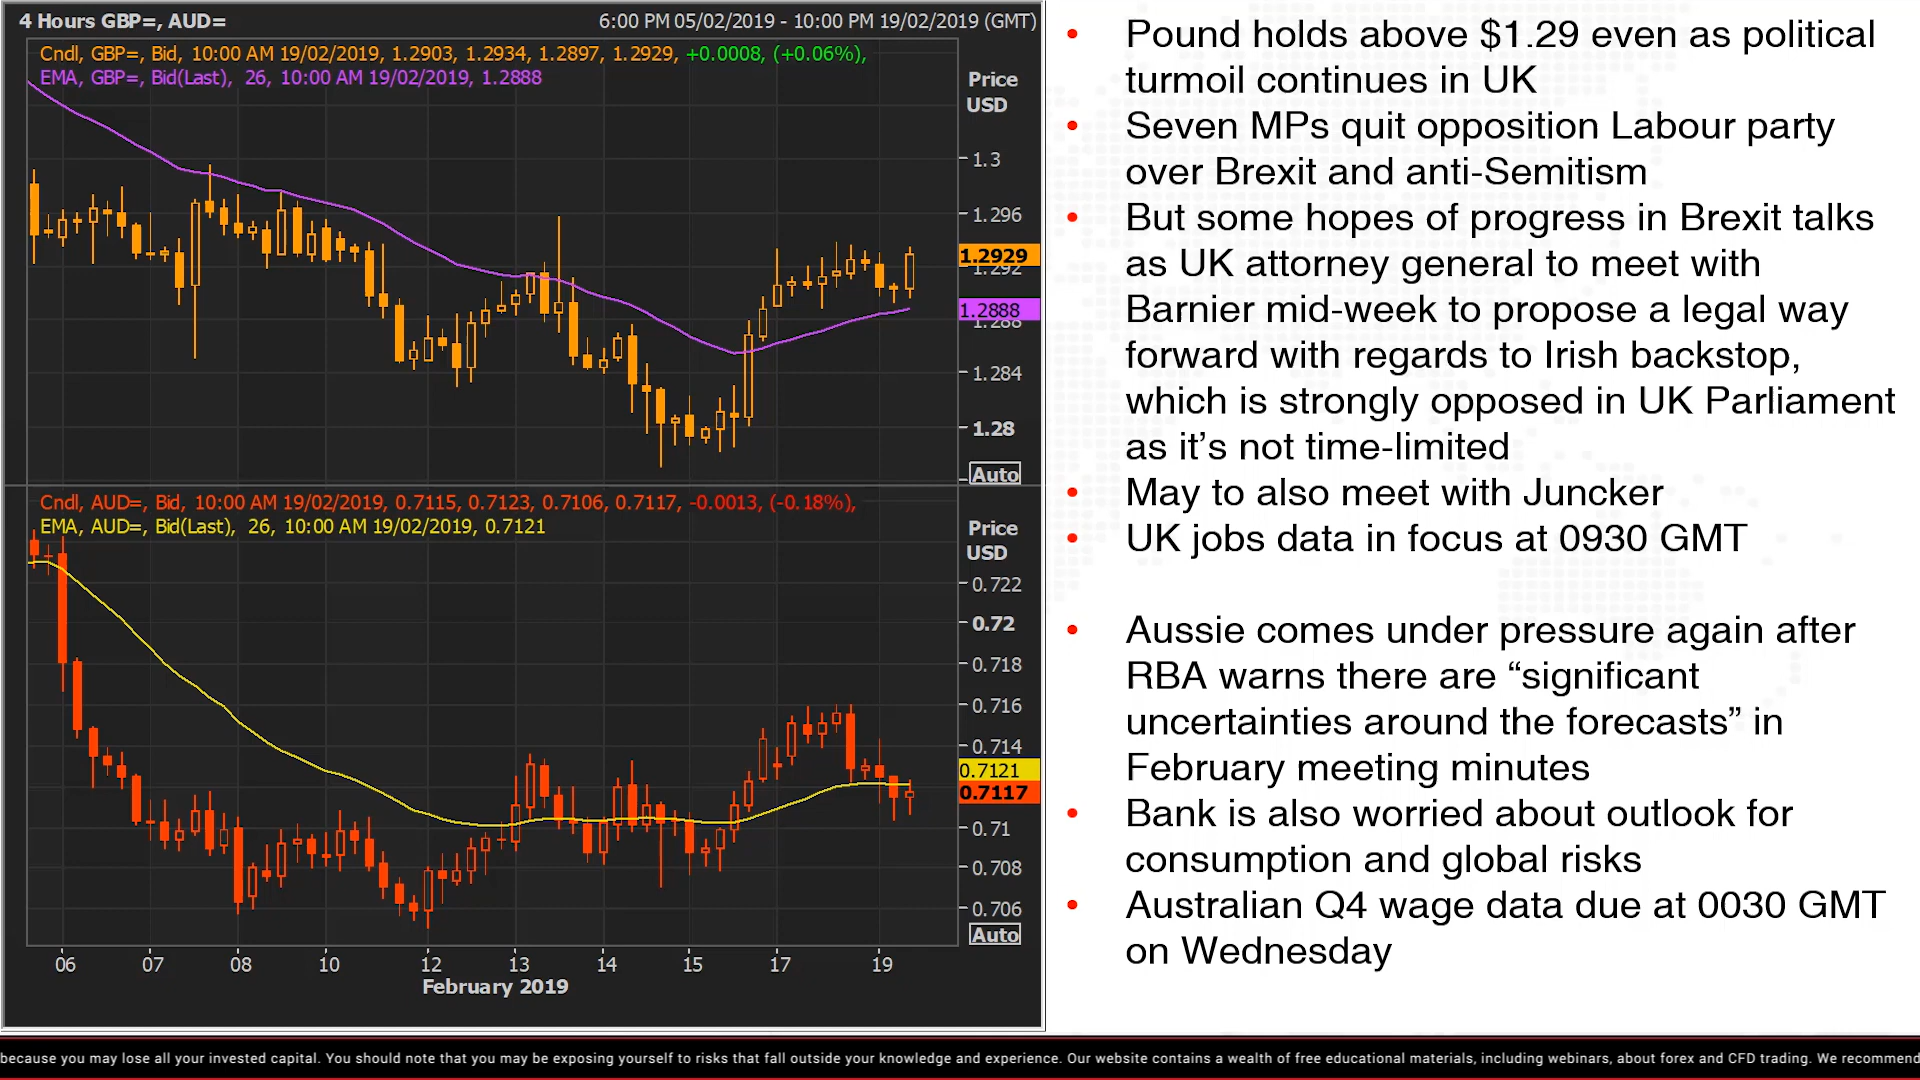 4 Hours GBP=, AUD=
6:00 PM 05/02/2019 - 10:00 PM 19/02/2019 (GMT)
Cndl, GBP=, Bid, 10:00 AM 19/02/2019, 1.2903, 1.2934, 1.2897, 1.2929, +0.0008, (+0.06%),
EMA, GBP=, Bid(Last), 26, 10:00 AM 19/02/2019, 1.2888
Price
USD
1.3
1.296
1.2929
1.292
1.2888
1.288
1.284
1.28
Auto
Cndl, AUD=, Bid, 10:00 AM 19/02/2019, 0.7115, 0.7123, 0.7106, 0.7117, -0.0013, (-0.18%),
EMA, AUD=, Bid(Last), 26, 10:00 AM 19/02/2019, 0.7121
Price
USD
0.722
0.72
0.718
0.716
0.714
0.7121
0.7117
0.71
0.708
0.706
Auto
06 07 08 10 12 13 14 15 17 19
February 2019
• Pound holds above $1.29 even as political
turmoil continues in UK
• Seven MPs quit opposition Labour party
over Brexit and anti-Semitism
• But some hopes of progress in Brexit talks
as UK attorney general to meet with
Barnier mid-week to propose a legal way
forward with regards to Irish backstop,
which is strongly opposed in UK Parliament
as it’s not time-limited
• May to also meet with Juncker
• UK jobs data in focus at 0930 GMT
• Aussie comes under pressure again after
RBA warns there are “significant
uncertainties around the forecasts” in
February meeting minutes
• Bank is also worried about outlook for
consumption and global risks
• Australian Q4 wage data due at 0030 GMT
on Wednesday
because you may lose all your invested capital. You should note that you may be exposing yourself to risks that fall outside your knowledge and experience. Our website contains a wealth of free educational materials, including webinars, about forex and CFD trading. We recommend